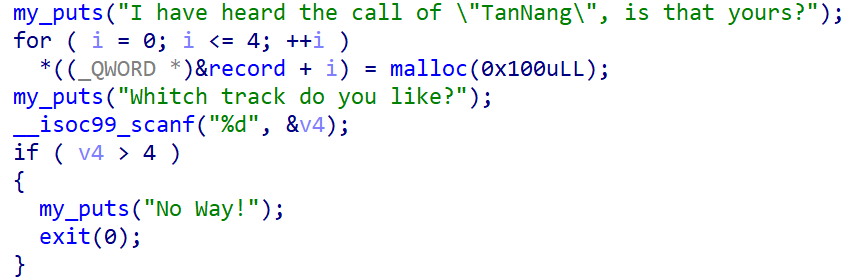 my_puts("I have heard the call of \"TanNang\", is that yours?");
for ( i = 0; i <= 4; ++i )
*((_QWORD *)&record + i) = malloc(0x100uLL);
my_puts("Whitch track do you like?");
__isoc99_scanf("%d", &v4);
if ( v4 > 4 )
{
my_puts("No Way!");
exit(0);
}